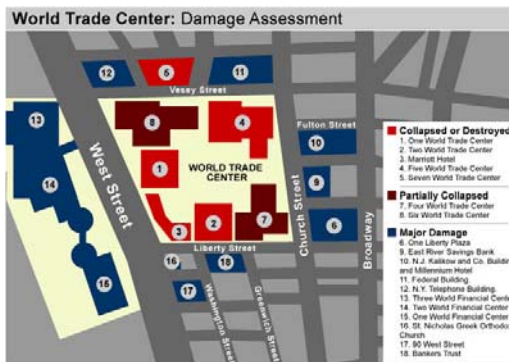 World Trade Center: Damage Assessment
12
5
11
Vesey Street
13
8
4
Fulton Street
10
West Street
WORLD TRADE
CENTER
1
14
9
Church Street
Broadway
6
3
2
7
Liberty Street
16
18
15
17
Washington Street
Greenwich Street
Collapsed or Destroyed
1. One World Trade Center
2. Two World Trade Center
3. Marriott Hotel
4. Five World Trade Center
5. Seven World Trade Center
Partially Collapsed
7. Four World Trade Center
8. Six World Trade Center
Major Damage
6. One Liberty Plaza
9. East River Savings Bank
10. N.J. Kalikow and Co. Building
and Millennium Hotel
11. Federal Building
12. N.Y. Telephone Building.
13. Three World Financial Center
14. Two World Financial Center
15. One World Financial Center
16. St. Nicholas Greek Orthodox
Church
17. 90 West Street
18. Bankers Trust